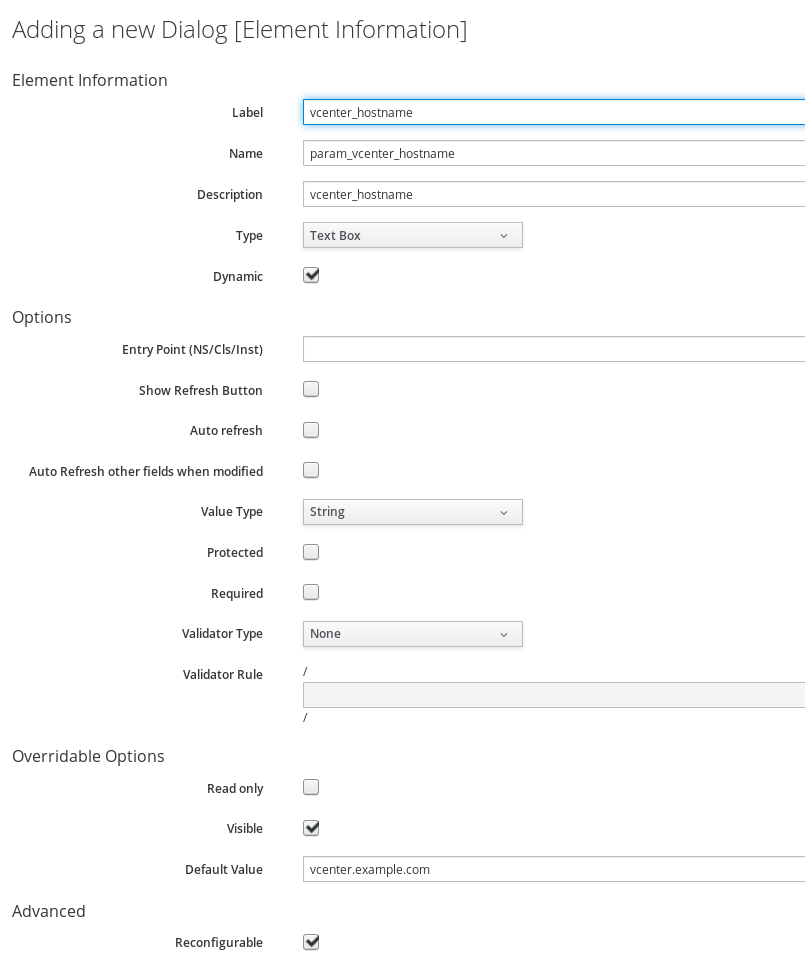 Adding a new Dialog [Element Information]
Element Information
Label vcenter_hostname
Name param_vcenter_hostname
Description vcenter_hostname
Type Text Box
Dynamic
Options
Entry Point (NS/Cls/Inst)
Show Refresh Button
Auto refresh
Auto Refresh other fields when modified
Value Type String
Protected
Required
Validator Type None
Validator Rule /
/
Overridable Options
Read only
Visible
Default Value vcenter.example.com
Advanced
Reconfigurable